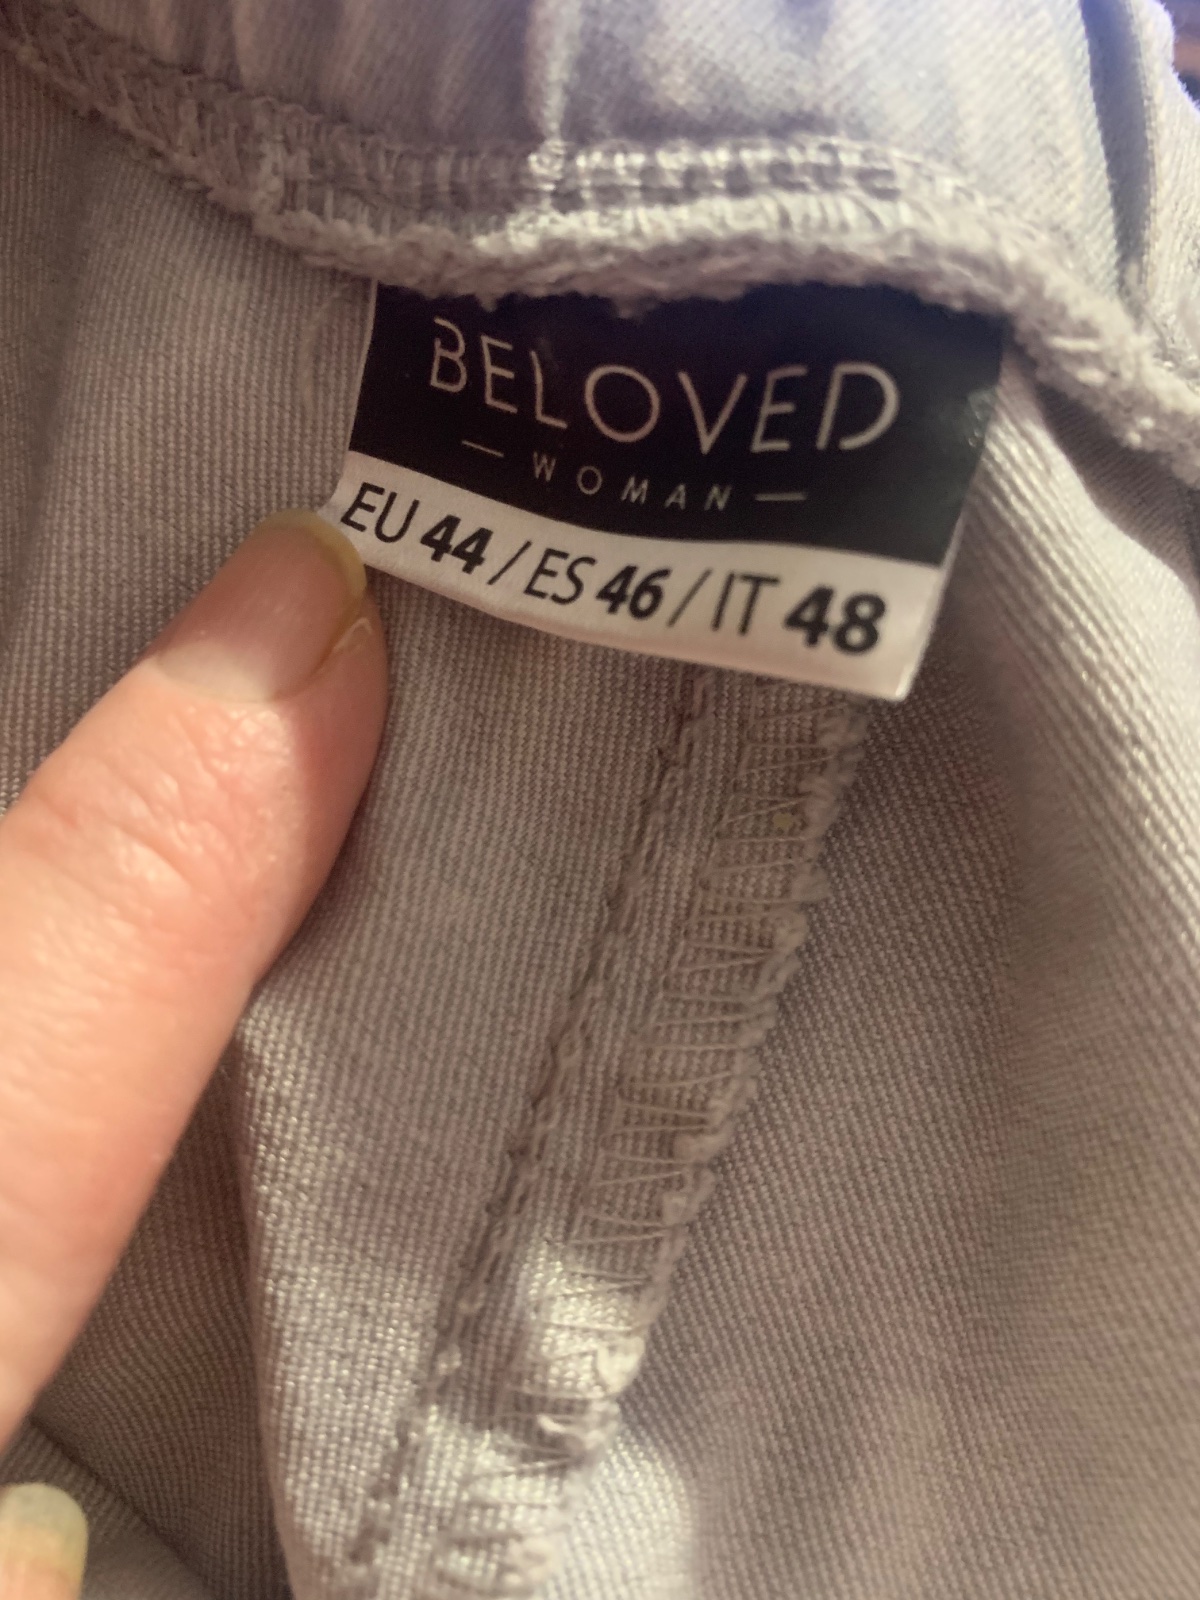 BELOVED
— WOMAN —
EU 44 / ES 46 / IT 48